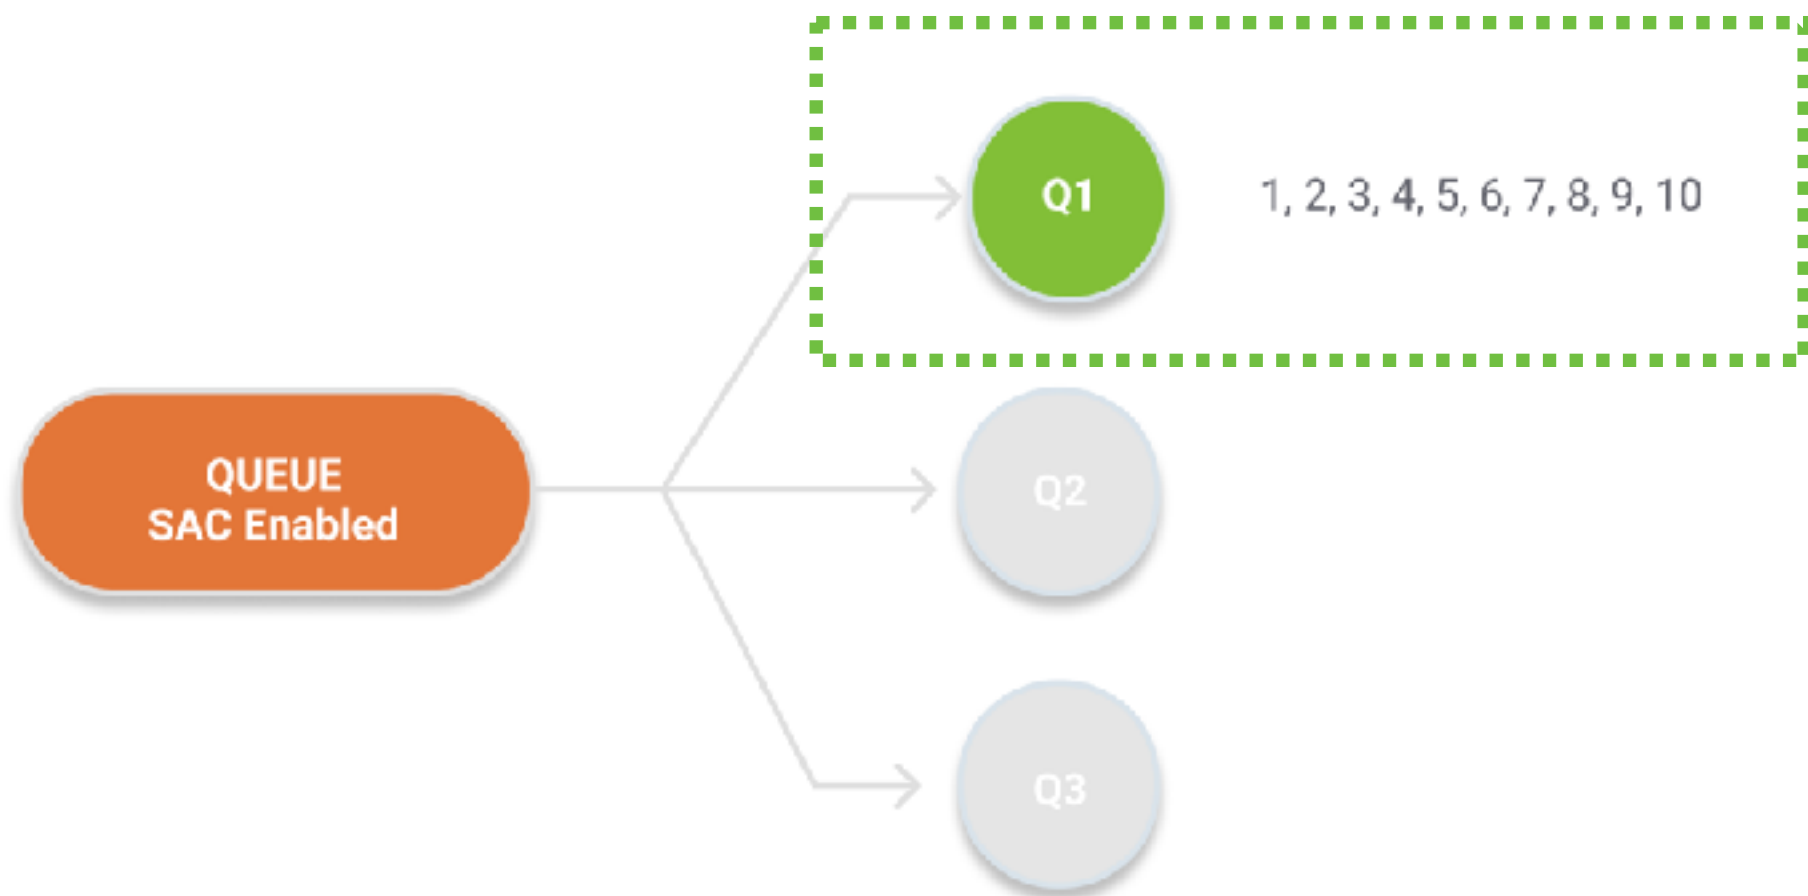 Q1
1, 2, 3, 4, 5, 6, 7, 8, 9, 10
QUEUE
SAC Enabled
Q2
Q3